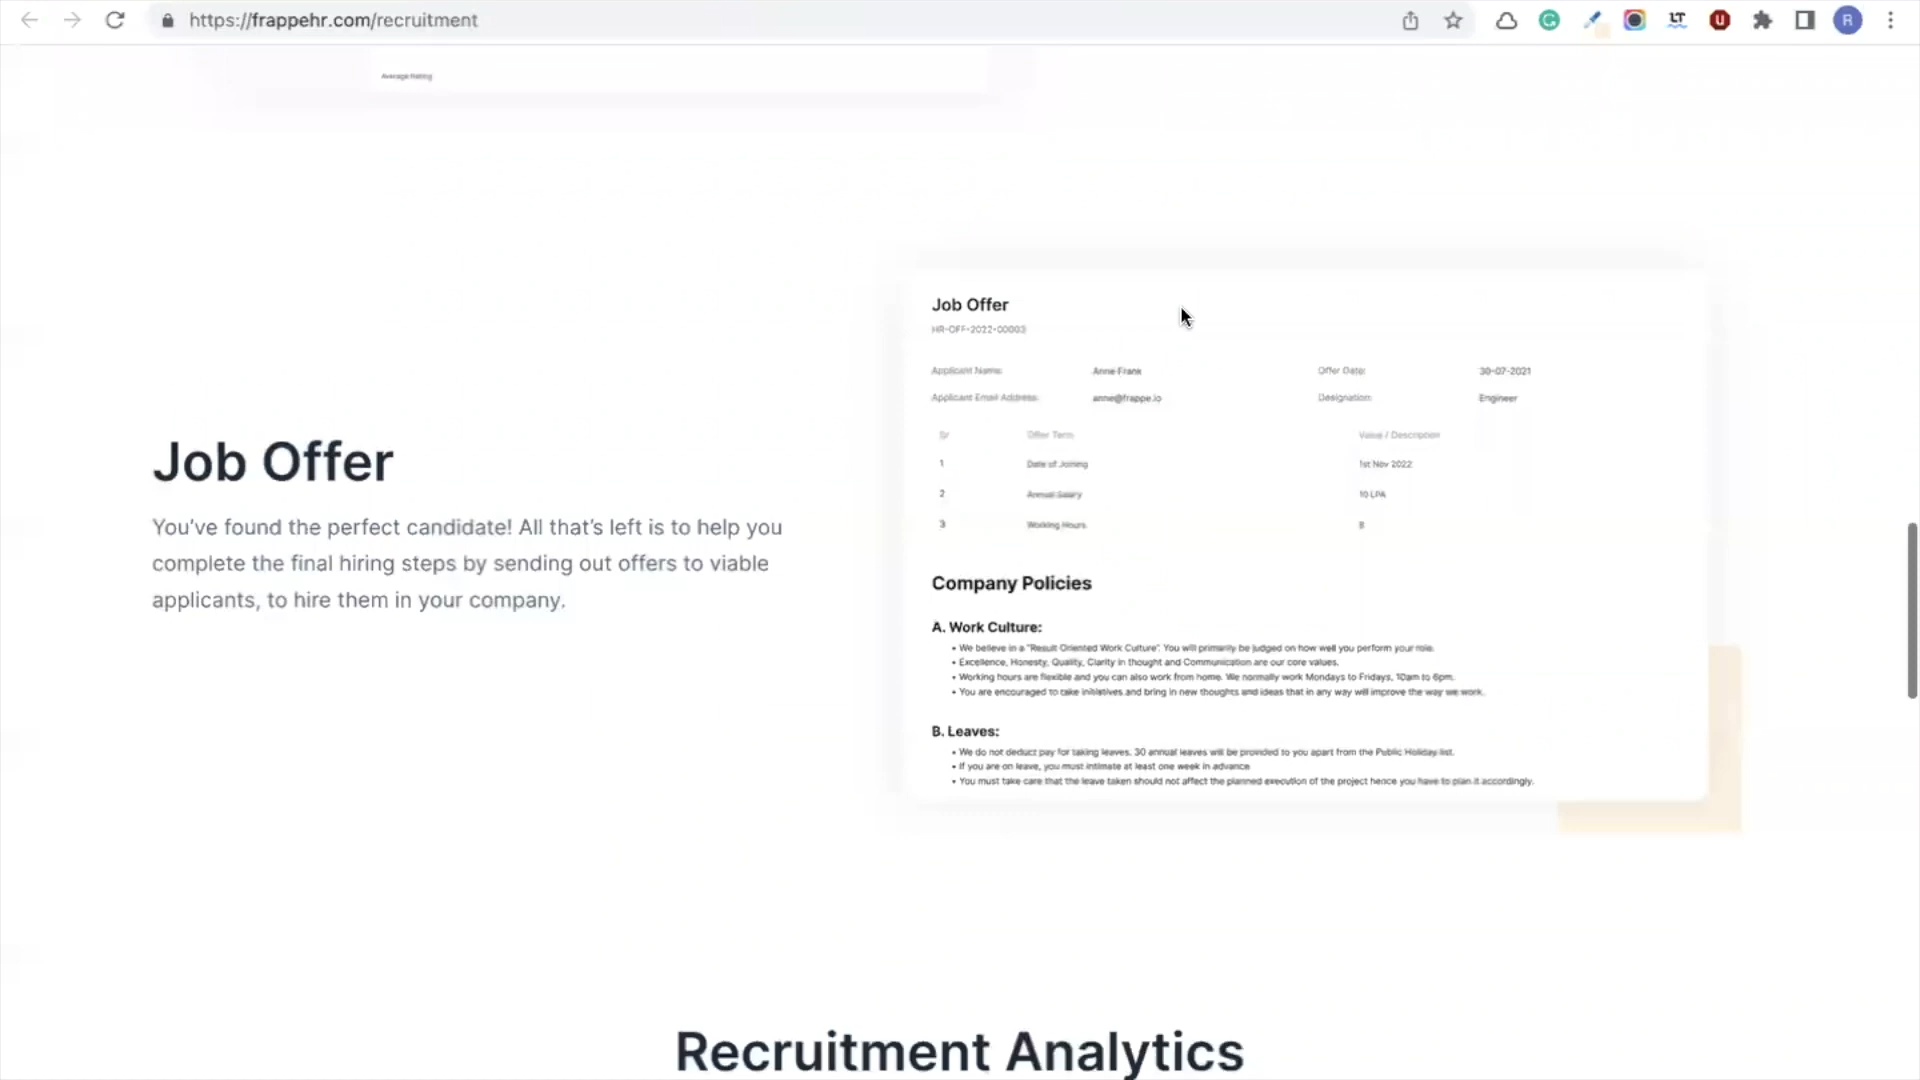 https://frappehr.com/recruitment
Average Rating
Job Offer
HR-OFF-2022-00003
Applicant Name: Anne Frank Offer Date: 30-07-2021
Applicant Email Address: anne@frappe.io Designation: Engineer
Sr Offer Term Value / Description
1 Date of Joining 1st Nov 2022
2 Annual Salary 10 LPA
3 Working Hours 8
Job Offer
You've found the perfect candidate! All that's left is to help you
complete the final hiring steps by sending out offers to viable
applicants, to hire them in your company.
Company Policies
A. Work Culture:
• We believe in a "Result Oriented Work Culture". You will primarily be judged on how well you perform your role.
• Excellence, Honesty, Quality, Clarity in thought and Communication are our core values.
• Working hours are flexible and you can also work from home. We normally work Mondays to Fridays, 10am to 6pm.
• You are encouraged to take initiatives and bring in new thoughts and ideas that in any way will improve the way we work.
B. Leaves:
• We do not deduct pay for taking leaves. 30 annual leaves will be provided to you apart from the Public Holiday list.
• If you are on leave, you must intimate at least one week in advance
• You must take care that the leave taken should not affect the planned execution of the project hence you have to plan it accordingly.
Recruitment Analytics